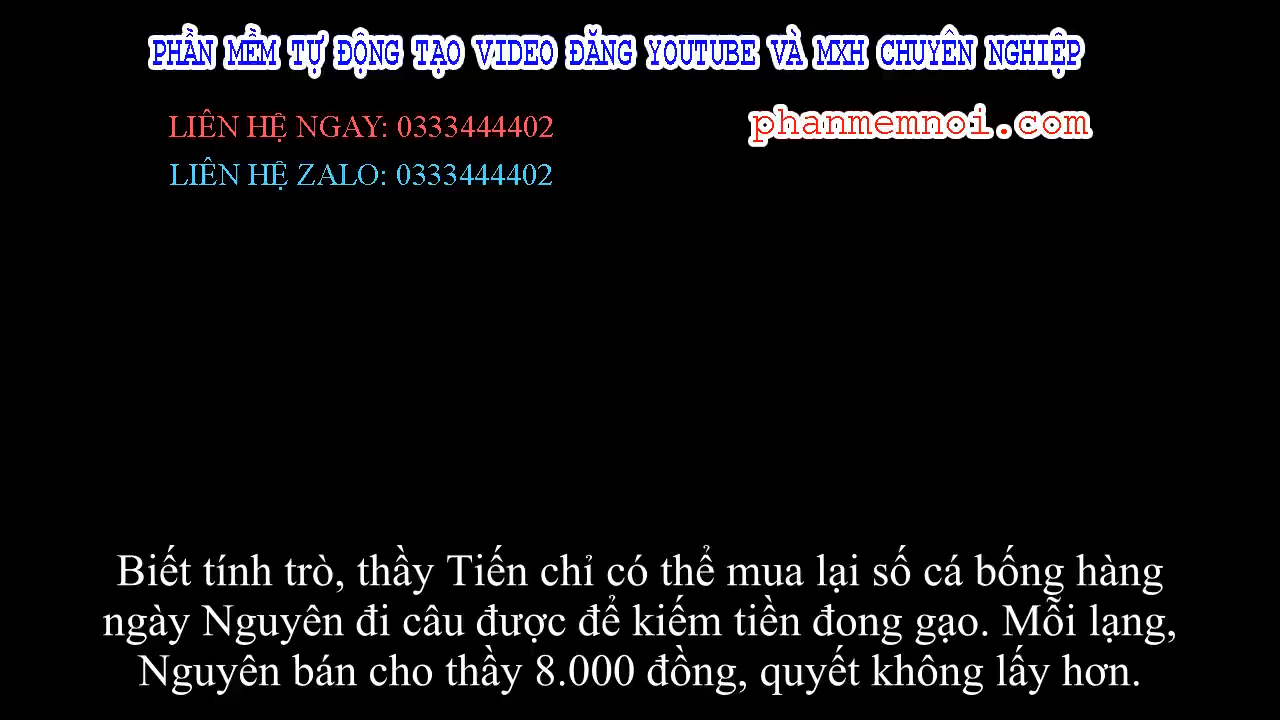 PHẦN MỀM TỰ ĐỘNG TẠO VIDEO ĐĂNG YOUTUBE VÀ MXH CHUYÊN NGHIỆP
LIÊN HỆ NGAY: 0333444402
phanmemnoi.com
LIÊN HỆ ZALO: 0333444402
Biết tính trò, thầy Tiến chỉ có thể mua lại số cá bống hàng
ngày Nguyên đi câu được để kiếm tiền đong gạo. Mỗi lạng,
Nguyên bán cho thầy 8.000 đồng, quyết không lấy hơn.